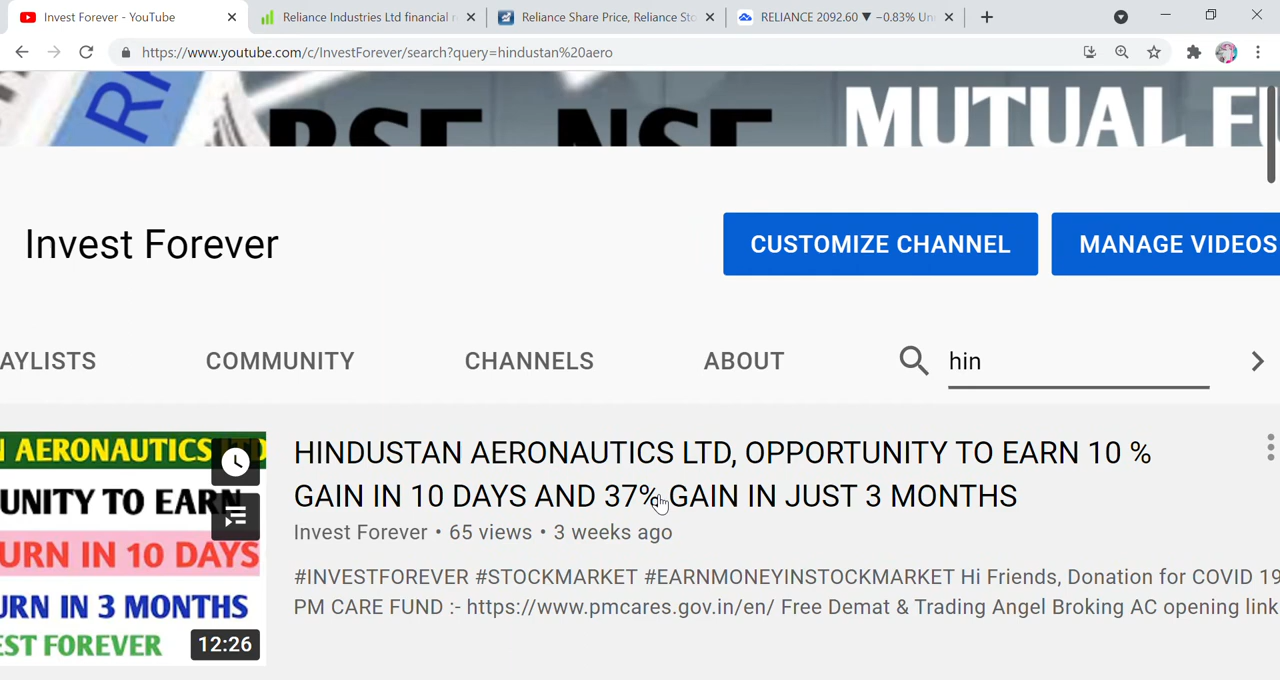 Invest Forever - YouTube
Reliance Industries Ltd financial
Reliance Share Price, Reliance Sto
RELIANCE 2092.60 ▼ −0.83% Un
https://www.youtube.com/c/InvestForever/search?query=hindustan%20aero
BSE NSE
MUTUAL F
Invest Forever
CUSTOMIZE CHANNEL
MANAGE VIDEOS
AYLISTS
COMMUNITY
CHANNELS
ABOUT
hin
N AERONAUTICS LTD
UNITY TO EARN
URN IN 10 DAYS
URN IN 3 MONTHS
EST FOREVER
12:26
HINDUSTAN AERONAUTICS LTD, OPPORTUNITY TO EARN 10 %
GAIN IN 10 DAYS AND 37% GAIN IN JUST 3 MONTHS
Invest Forever • 65 views • 3 weeks ago
#INVESTFOREVER #STOCKMARKET #EARNMONEYINSTOCKMARKET Hi Friends, Donation for COVID 19
PM CARE FUND :- https://www.pmcares.gov.in/en/ Free Demat & Trading Angel Broking AC opening link